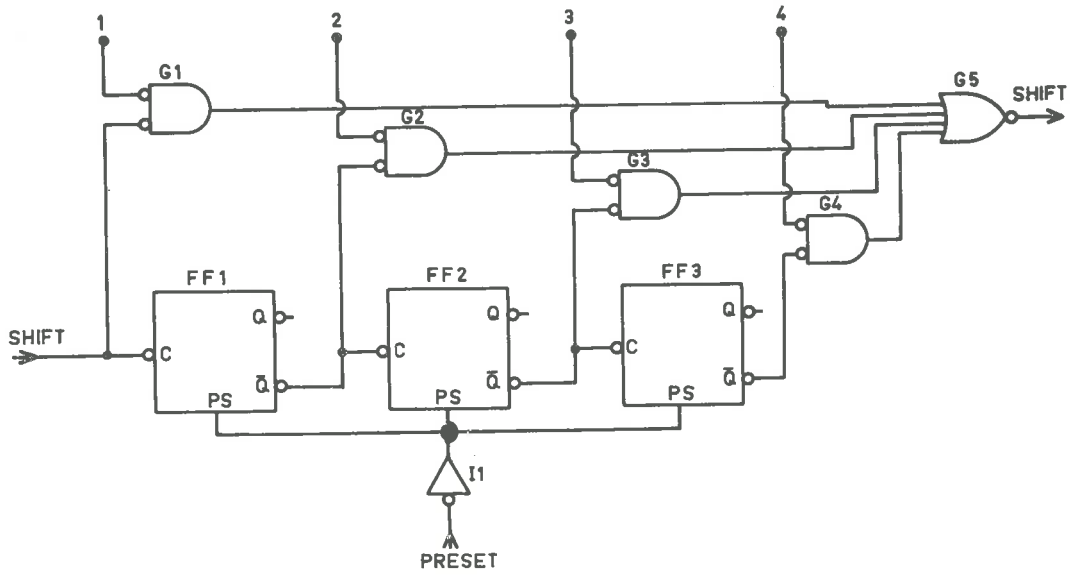 1
2
3
4
G1
G2
G3
G4
G5
SHIFT
FF1
FF2
FF3
Q
Q
Q
SHIFT
C
C
C
Q̅
Q̅
Q̅
PS
PS
PS
I1
PRESET